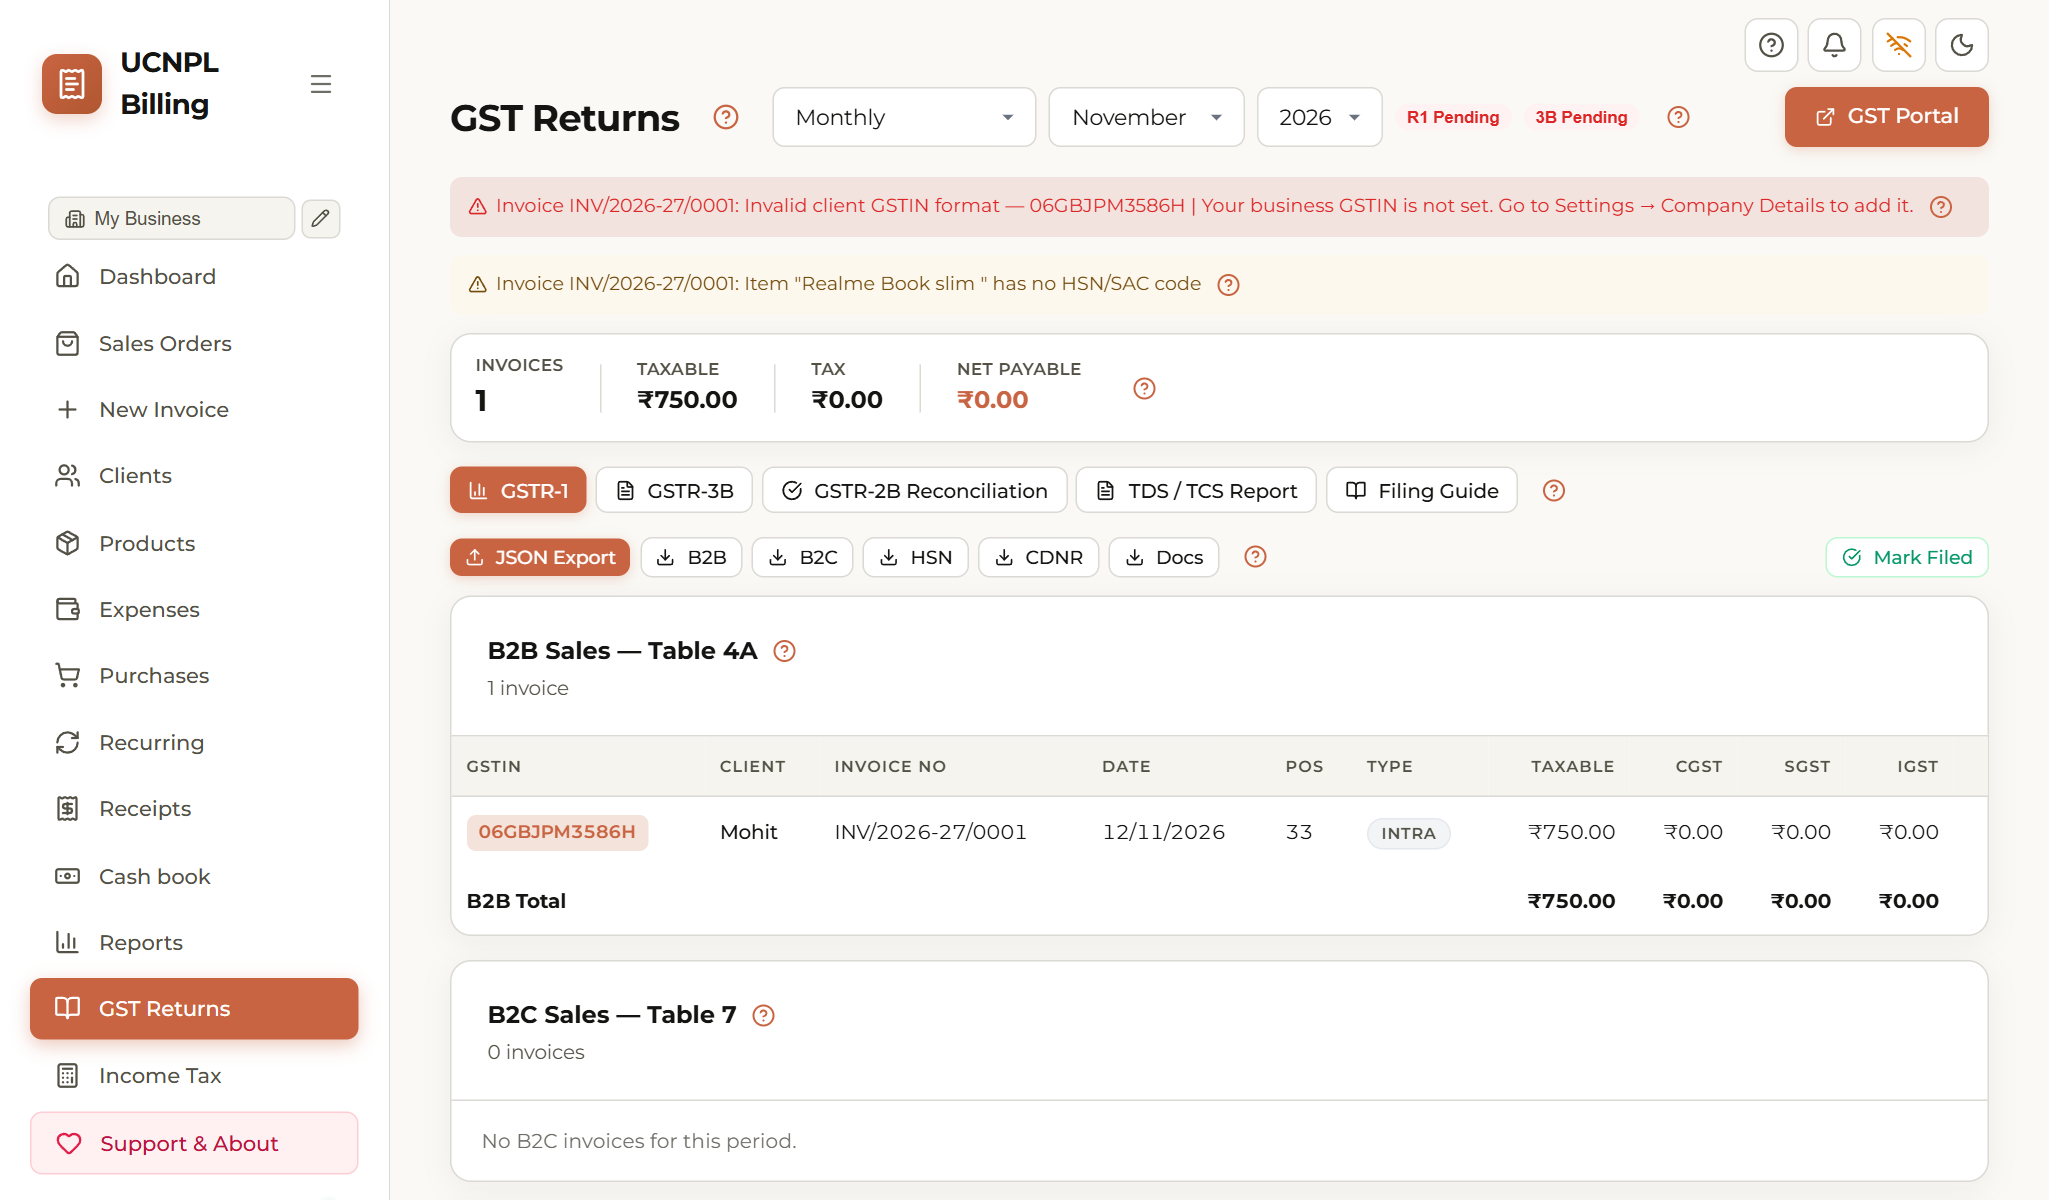 UCNPL
Billing
My Business
Dashboard
Sales Orders
New Invoice
Clients
Products
Expenses
Purchases
Recurring
Receipts
Cash book
Reports
GST Returns
Income Tax
Support & About
GST Returns
Monthly
November
2026
R1 Pending
3B Pending
GST Portal
Invoice INV/2026-27/0001: Invalid client GSTIN format — 06GBJPM3586H | Your business GSTIN is not set. Go to Settings → Company Details to add it.
Invoice INV/2026-27/0001: Item "Realme Book slim " has no HSN/SAC code
INVOICES
1
TAXABLE
₹750.00
TAX
₹0.00
NET PAYABLE
₹0.00
GSTR-1
GSTR-3B
GSTR-2B Reconciliation
TDS / TCS Report
Filing Guide
JSON Export
B2B
B2C
HSN
CDNR
Docs
Mark Filed
B2B Sales — Table 4A
1 invoice
GSTIN CLIENT INVOICE NO DATE POS TYPE TAXABLE CGST SGST IGST
06GBJPM3586H Mohit INV/2026-27/0001 12/11/2026 33 INTRA ₹750.00 ₹0.00 ₹0.00 ₹0.00
B2B Total ₹750.00 ₹0.00 ₹0.00 ₹0.00
B2C Sales — Table 7
0 invoices
No B2C invoices for this period.